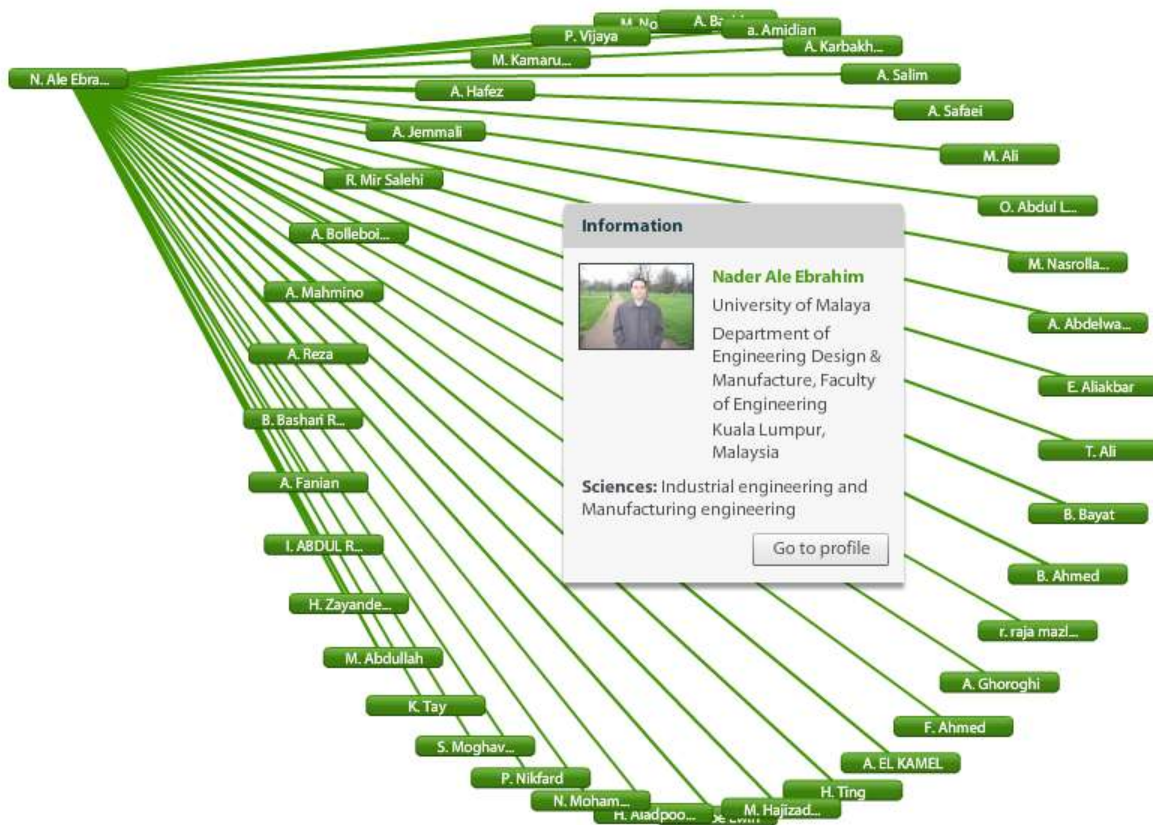 M. No
A. Ba
a. Amidian
P. Vijaya
A. Karbakh...
M. Kamaru...
N. Ale Ebra...
A. Salim
A. Hafez
A. Safaei
A. Jemmali
M. Ali
R. Mir Salehi
O. Abdul L...
Information
A. Bolleboi...
M. Nasrolla...
Nader Ale Ebrahim
University of Malaya
A. Mahmino
A. Abdelwa...
Department of
Engineering Design &
Manufacture, Faculty
of Engineering
A. Reza
E. Aliakbar
B. Bashari R...
Kuala Lumpur,
Malaysia
T. Ali
A. Fanian
Sciences: Industrial engineering and
Manufacturing engineering
B. Bayat
I. ABDUL R...
Go to profile
B. Ahmed
H. Zayande...
r. raja mazl...
M. Abdullah
A. Ghoroghi
K. Tay
F. Ahmed
S. Moghav...
A. EL KAMEL
P. Nikfard
H. Ting
N. Moham...
M. Hajizad...
H. Aladpoo...